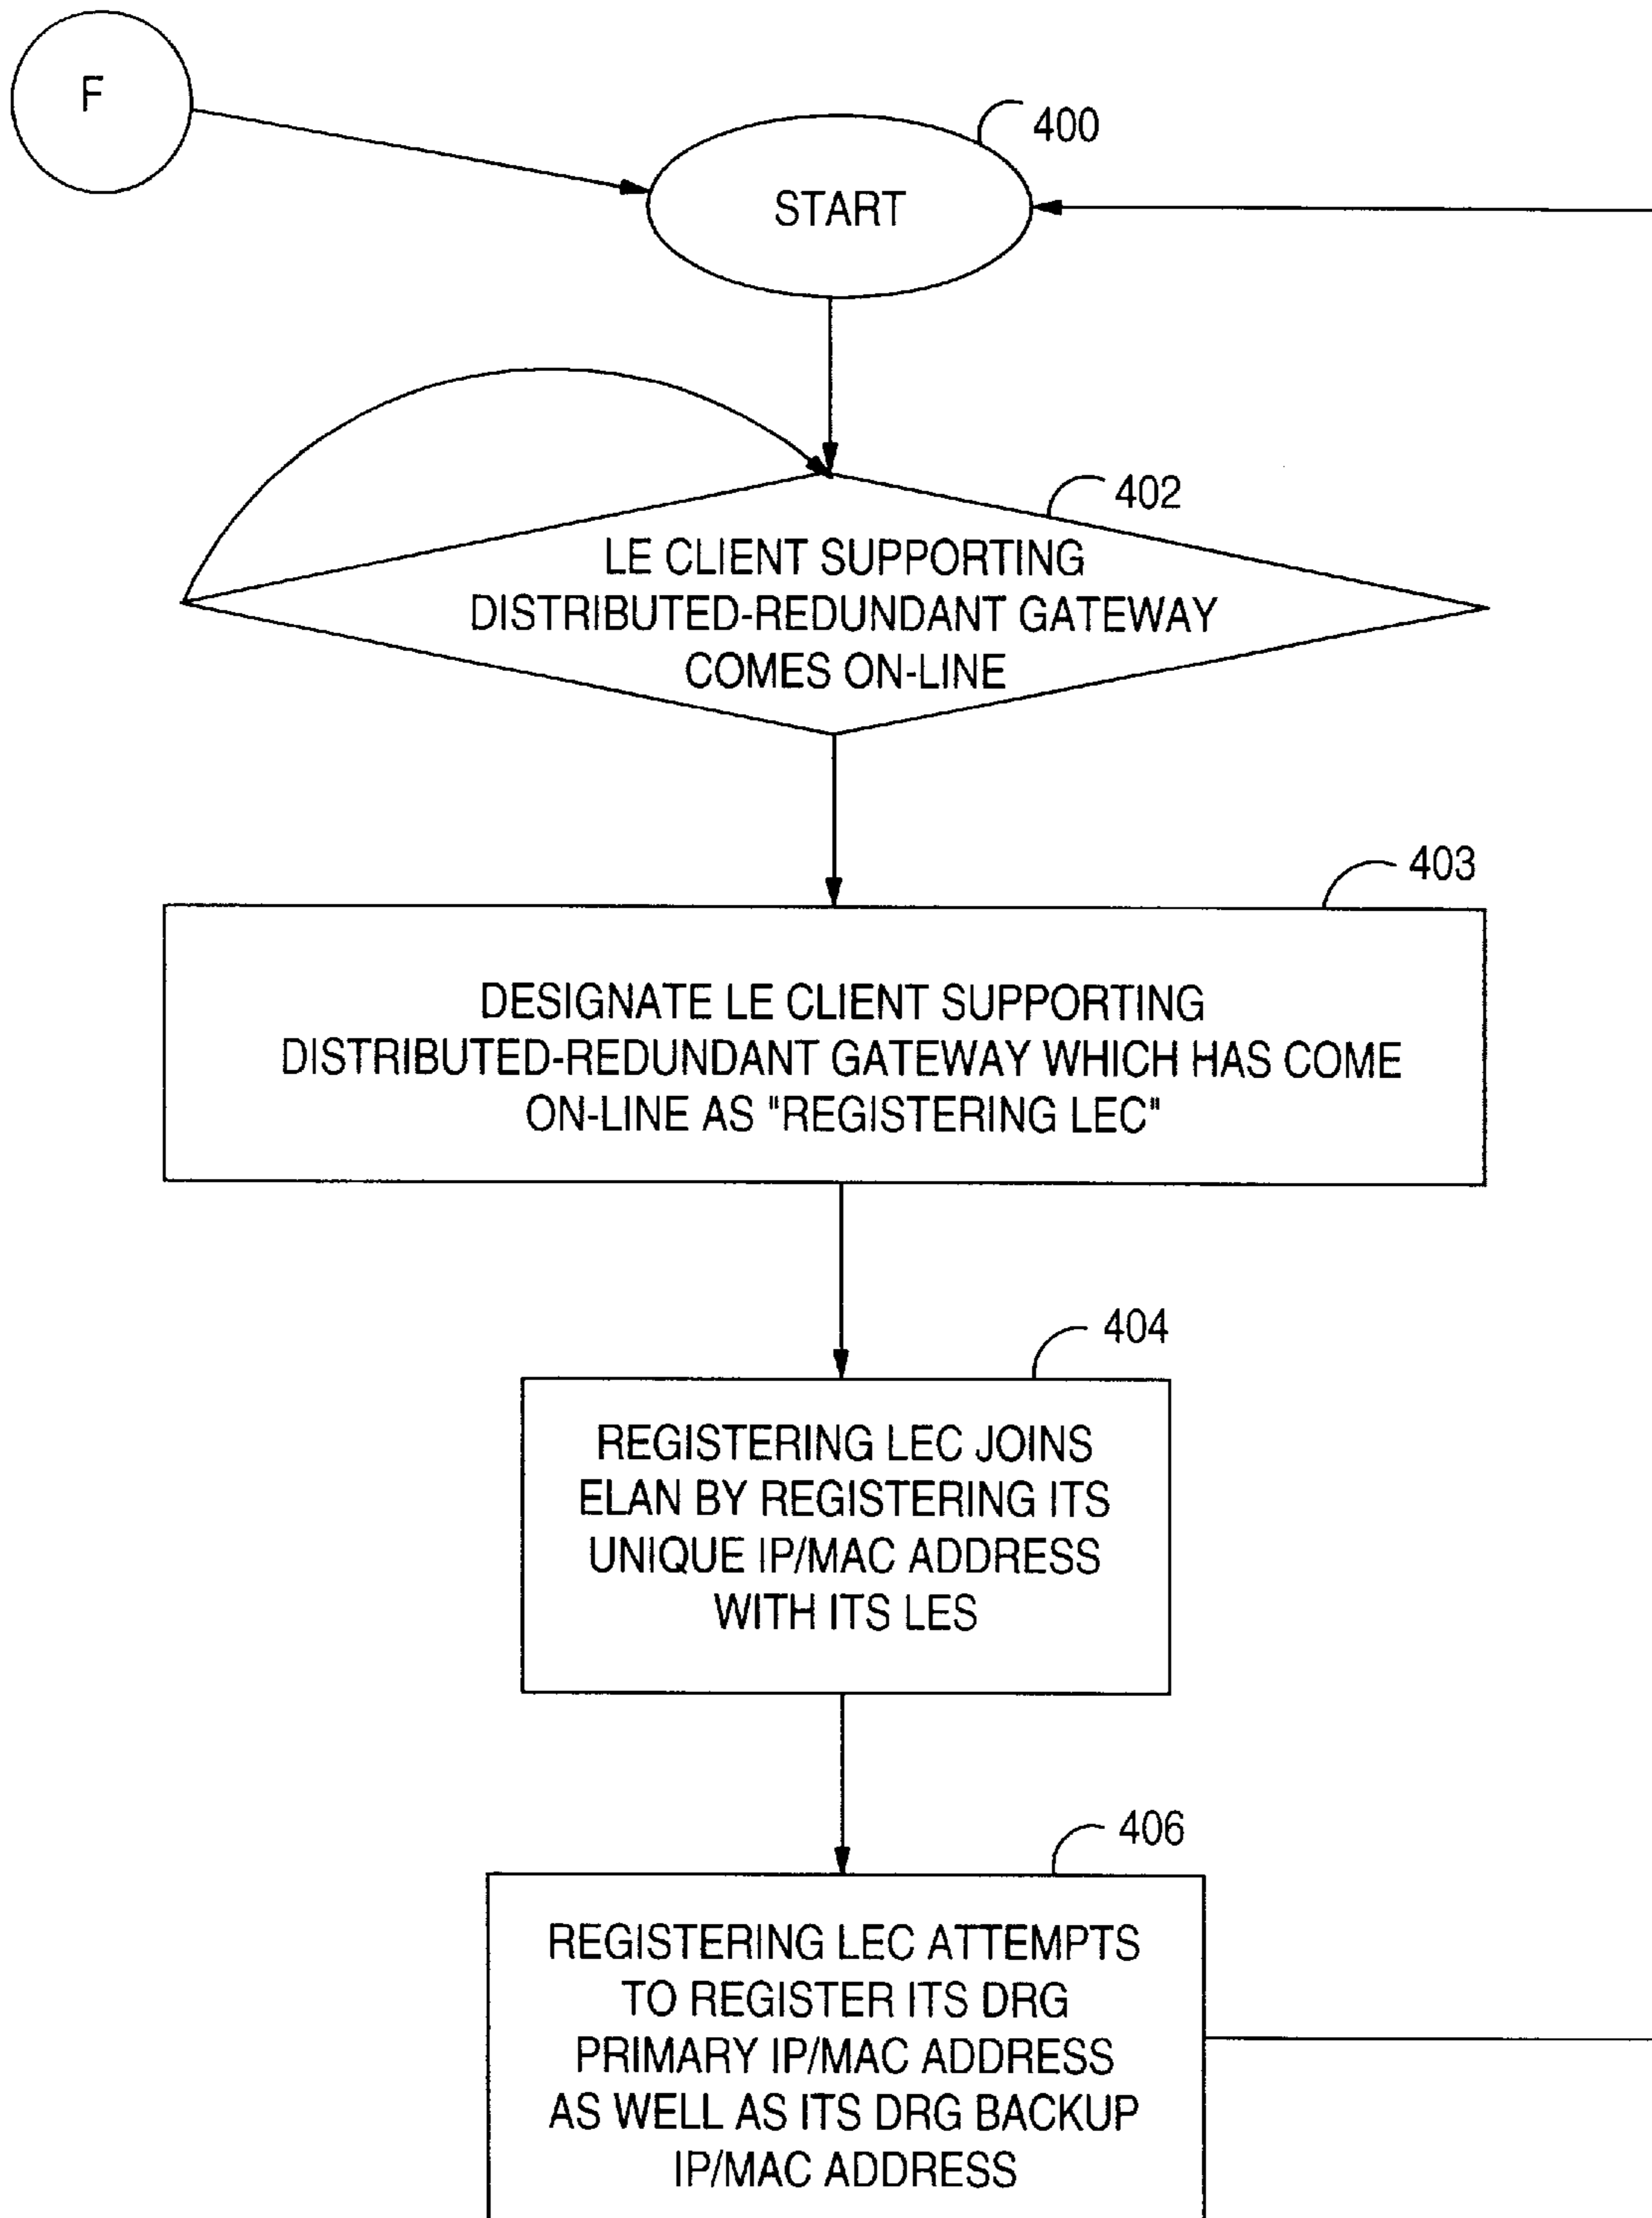 F
400
START
402
LE CLIENT SUPPORTING
DISTRIBUTED-REDUNDANT GATEWAY
COMES ON-LINE
403
DESIGNATE LE CLIENT SUPPORTING
DISTRIBUTED-REDUNDANT GATEWAY WHICH HAS COME
ON-LINE AS "REGISTERING LEC"
404
REGISTERING LEC JOINS
ELAN BY REGISTERING ITS
UNIQUE IP/MAC ADDRESS
WITH ITS LES
406
REGISTERING LEC ATTEMPTS
TO REGISTER ITS DRG
PRIMARY IP/MAC ADDRESS
AS WELL AS ITS DRG BACKUP
IP/MAC ADDRESS